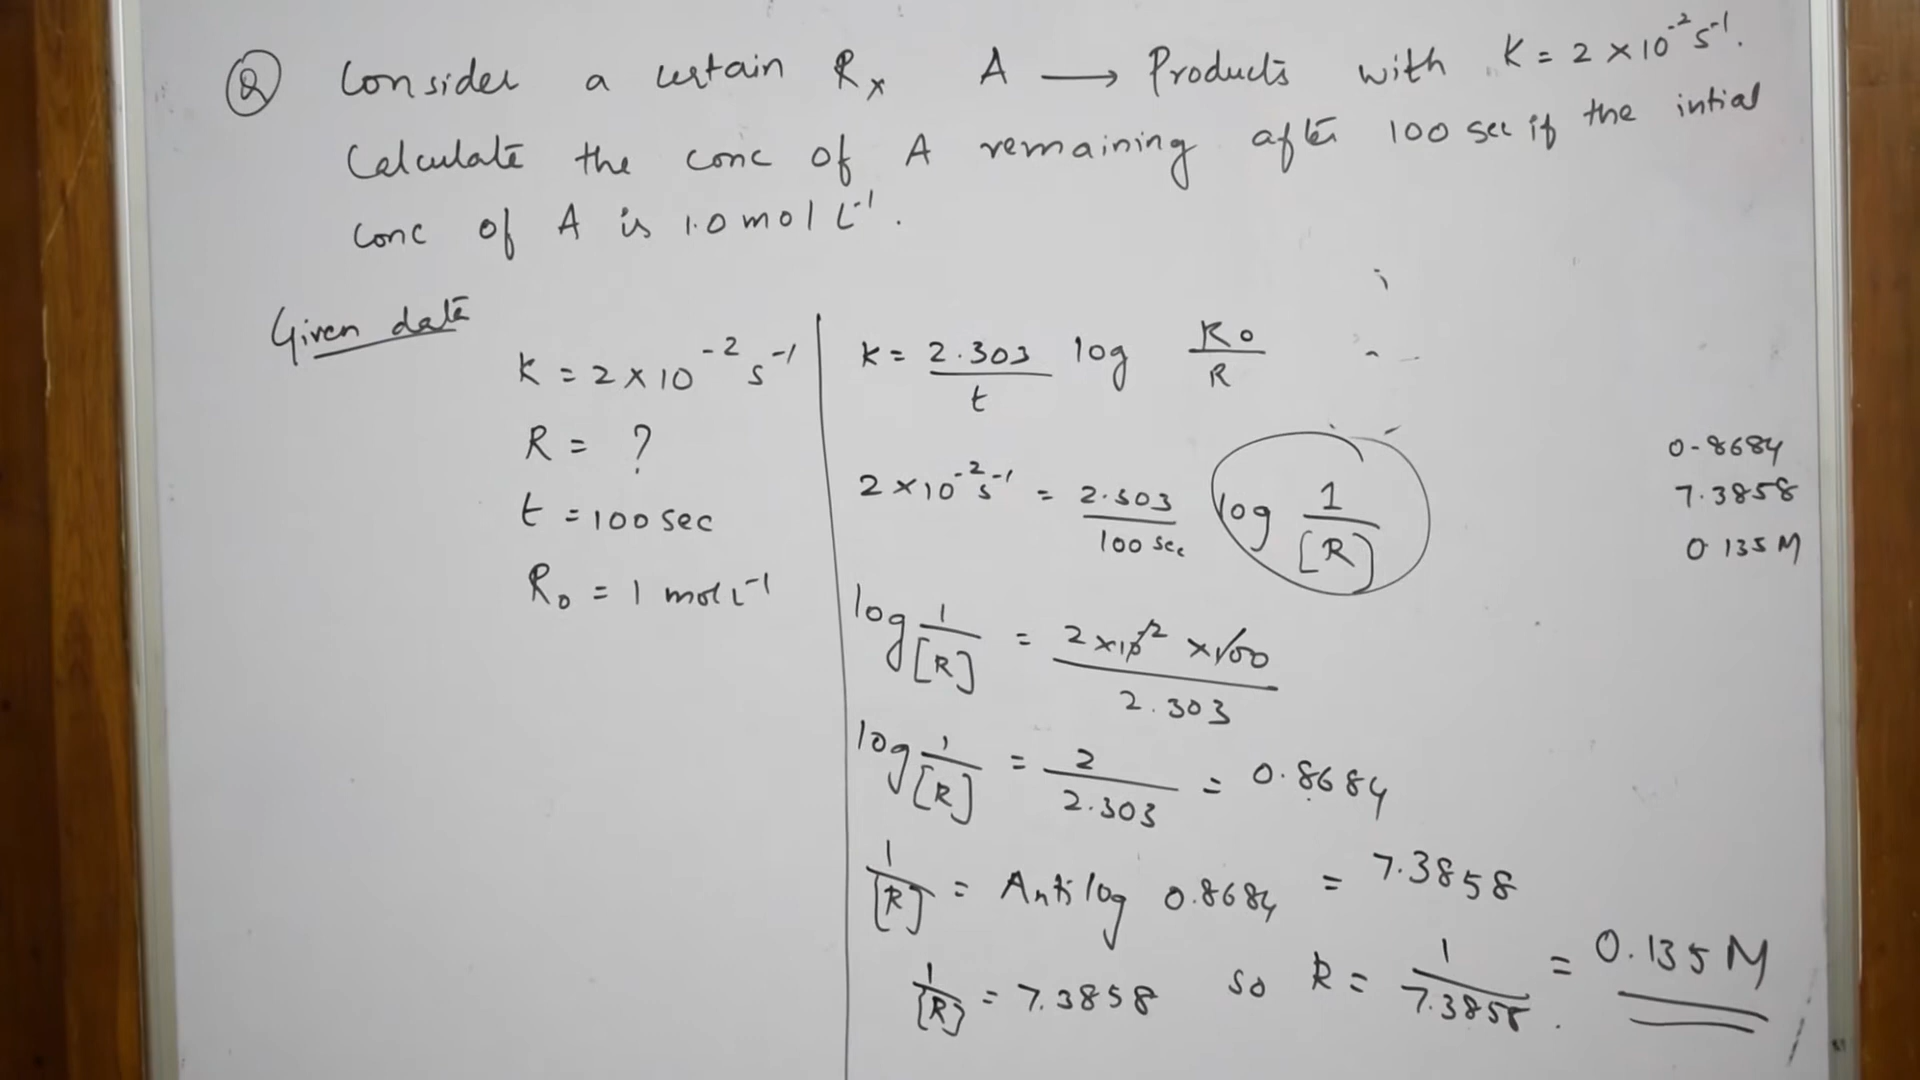 Q Consider a certain Rx A ⟶ Products with K = 2 × 10⁻² s⁻¹.
Calculate the conc of A remaining after 100 sec if the intial
conc of A is 1.0 mol L⁻¹.
Given data
K = 2 × 10⁻² s⁻¹
R = ?
t = 100 sec
R₀ = 1 mol L⁻¹
K = 2.303/t log R₀/R
2 × 10⁻² s⁻¹ = 2.303/100 sec log 1/[R]
log 1/[R] = 2 × 10⁻² × 100/2.303
log 1/[R] = 2/2.303 = 0.8684
1/[R] = Antilog 0.8684 = 7.3858
1/[R] = 7.3858 so R = 1/7.3858 = 0.135 M
0.8684
7.3858
0 135 M